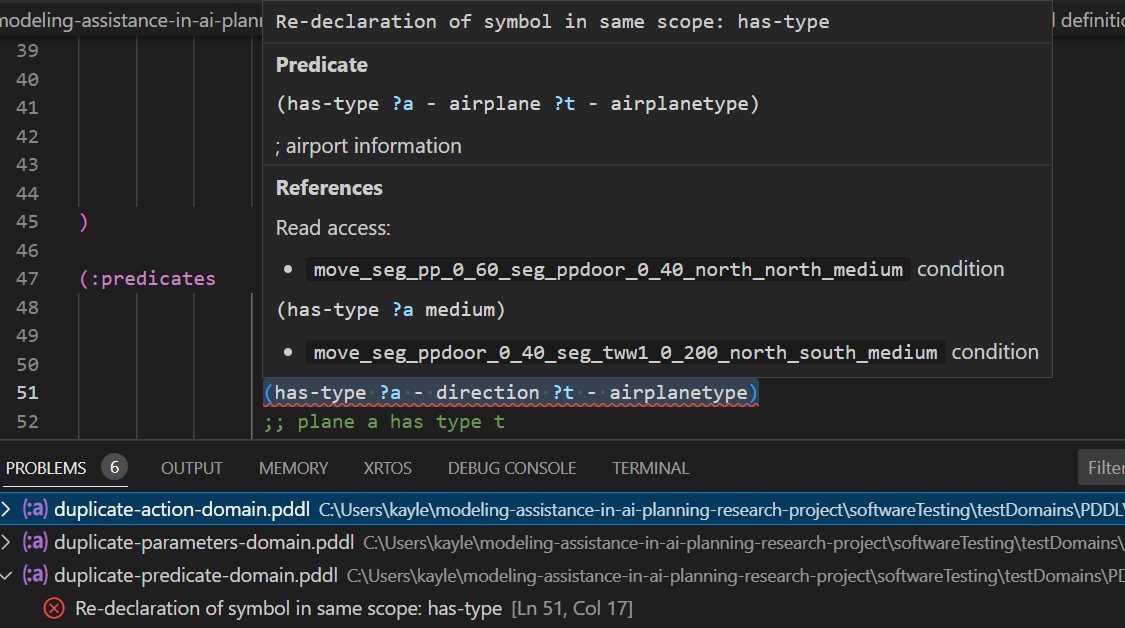 modeling-assistance-in-ai-plann
Re-declaration of symbol in same scope: has-type
definitio
39
Predicate
40
41
(has-type ?a - airplane ?t - airplanetype)
42
; airport information
43
44
References
45 )
Read access:
46
move_seg_pp_0_60_seg_ppdoor_0_40_north_north_medium condition
47 (:predicates
48
(has-type ?a medium)
49
50
move_seg_ppdoor_0_40_seg_tww1_0_200_north_south_medium condition
51 (has-type ?a - direction ?t - airplanetype)
52 ;; plane a has type t
PROBLEMS 6 OUTPUT MEMORY XRTOS DEBUG CONSOLE TERMINAL Filter
(:a) duplicate-action-domain.pddl C:\Users\kayle\modeling-assistance-in-ai-planning-research-project\softwareTesting\testDomains\PDDL\
(:a) duplicate-parameters-domain.pddl C:\Users\kayle\modeling-assistance-in-ai-planning-research-project\softwareTesting\testDomains\
(:a) duplicate-predicate-domain.pddl C:\Users\kayle\modeling-assistance-in-ai-planning-research-project\softwareTesting\testDomains\PD
Re-declaration of symbol in same scope: has-type [Ln 51, Col 17]